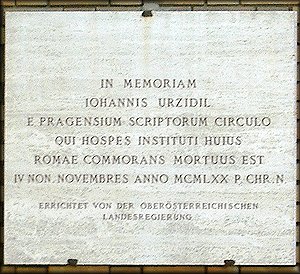 IN MEMORIAM
IOHANNIS URZIDIL
E PRAGENSIUM SCRIPTORUM CIRCULO
QUI HOSPES INSTITUTI HUIUS
ROMAE COMMORANS MORTUUS EST
IV NON. NOVEMBRES ANNO MCMLXX P. CHR. N.
ERRICHTET VON DER OBERÖSTERREICHISCHEN
LANDESREGIERUNG